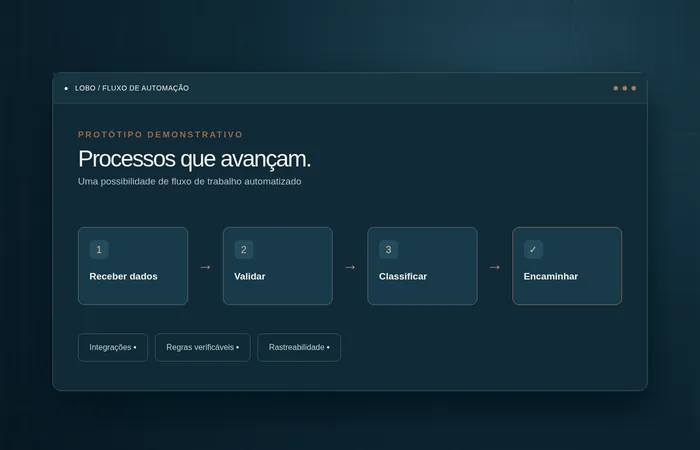 LOBO / FLUXO DE AUTOMAÇÃO
PROTÓTIPO DEMONSTRATIVO
Processos que avançam.
Uma possibilidade de fluxo de trabalho automatizado
1 → 2 → 3 → ✓
Receber dados Validar Classificar Encaminhar
Integrações • Regras verificáveis • Rastreabilidade •